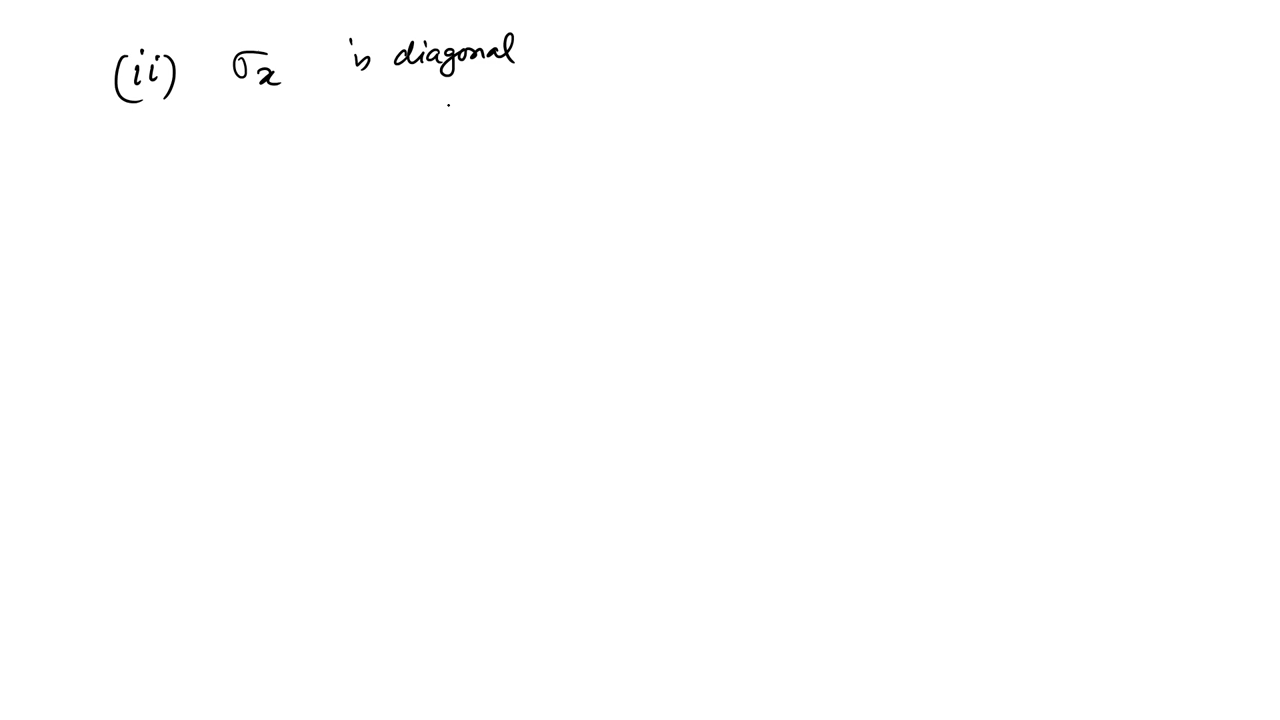 (ii) σx is diagonal